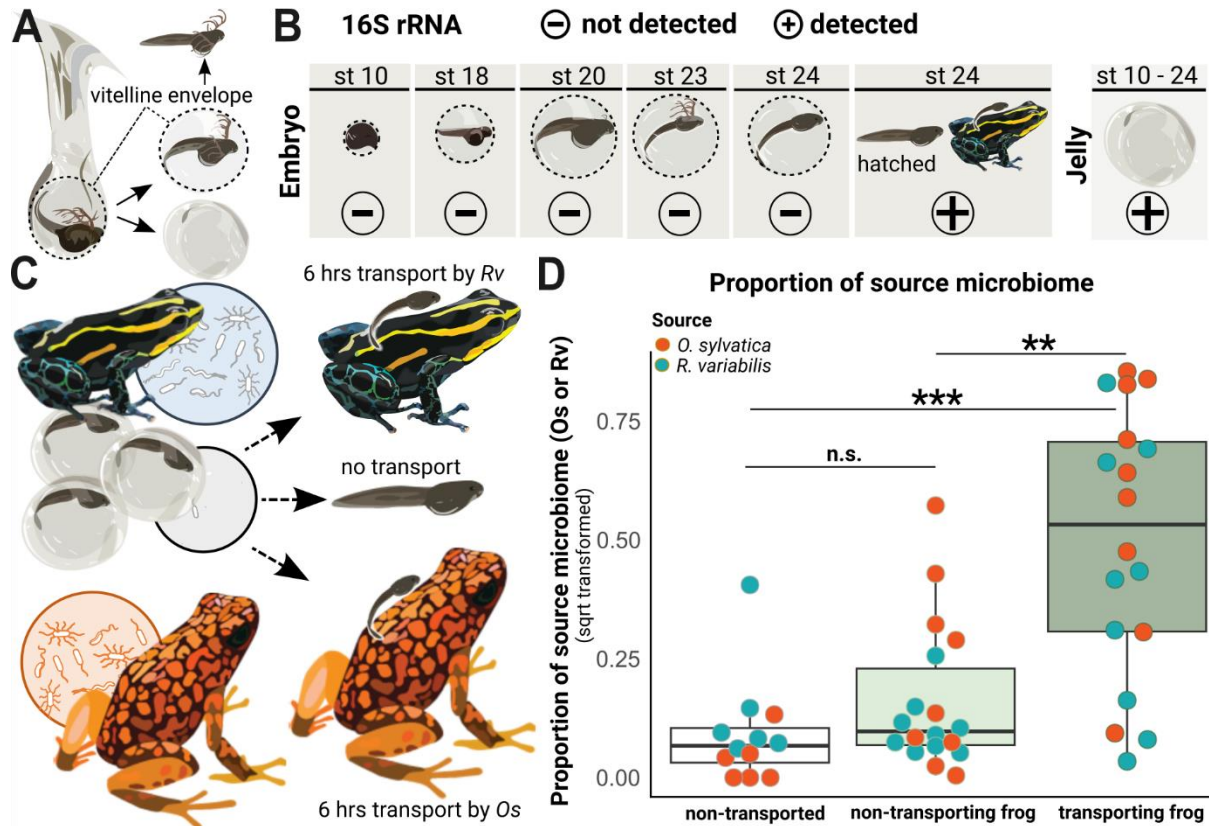 A
vitelline envelope
B
16S rRNA
- not detected
+ detected
Embryo
st 10
st 18
st 20
st 23
st 24
st 24
hatched
-
-
-
-
-
+
Jelly
st 10 - 24
+
C
6 hrs transport by Rv
no transport
6 hrs transport by Os
D
Proportion of source microbiome
Source
O. sylvatica
R. variabilis
Proportion of source microbiome (Os or Rv)
(sqrt transformed)
0.75
0.50
0.25
0.00
**
***
n.s.
non-transported
non-transporting frog
transporting frog